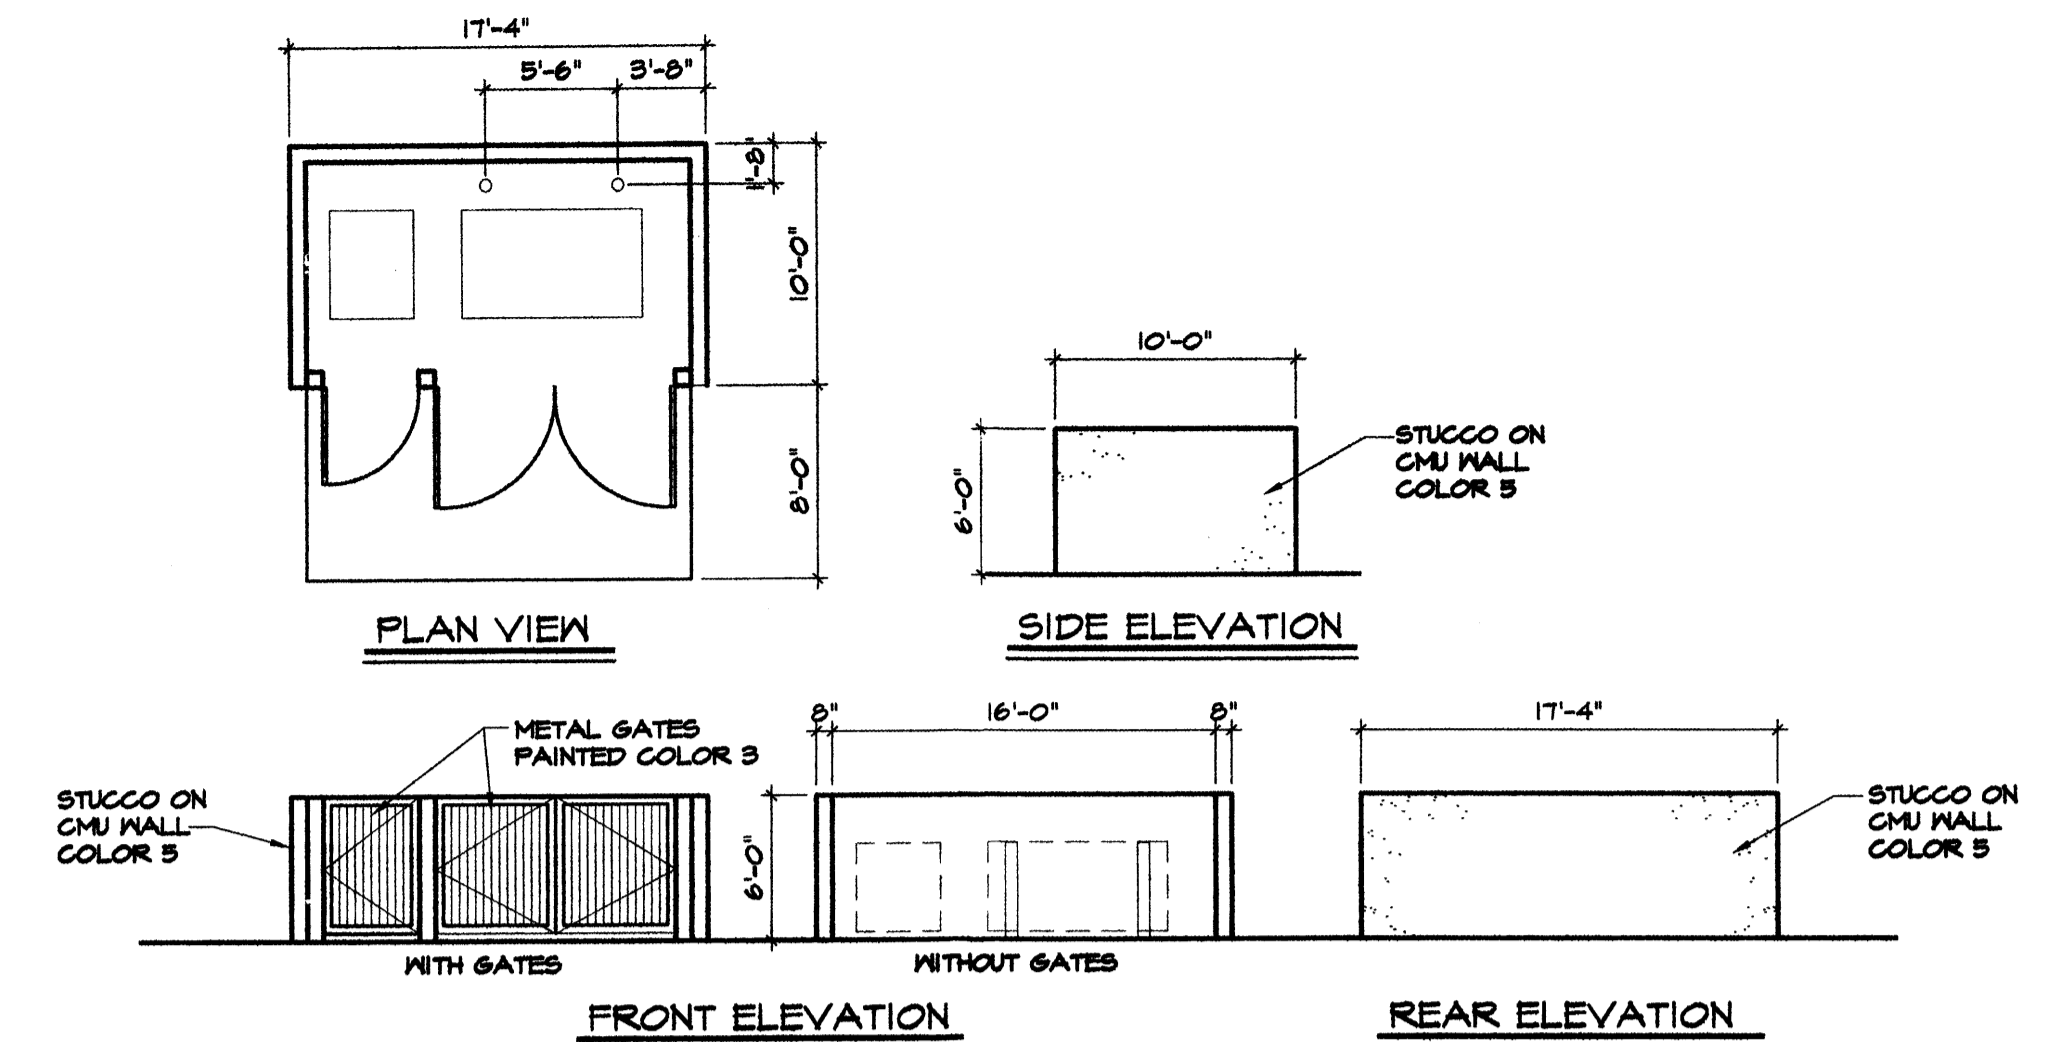 17'-4"
5'-6"
3'-8"
1'-8"
10'-0"
8'-0"
PLAN VIEW
10'-0"
6'-0"
STUCCO ON
CMU WALL
COLOR 5
SIDE ELEVATION
STUCCO ON
CMU WALL
COLOR 5
METAL GATES
PAINTED COLOR 3
WITH GATES
8"
16'-0"
8"
6'-0"
WITHOUT GATES
FRONT ELEVATION
17'-4"
STUCCO ON
CMU WALL
COLOR 5
REAR ELEVATION